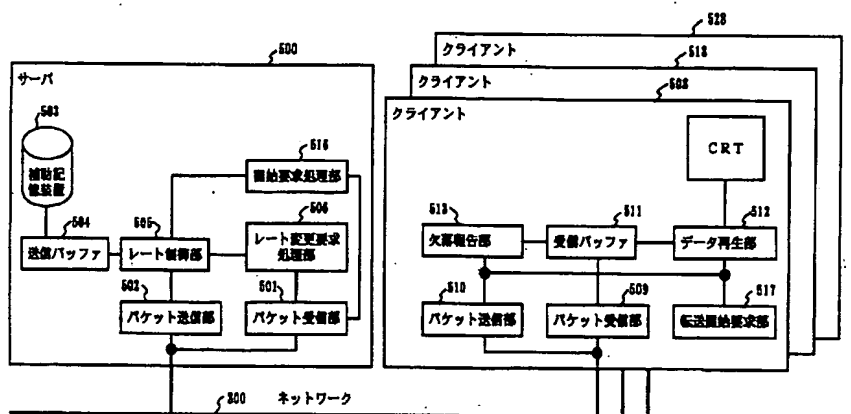 500
サーバ
503
補助記
憶装置
504
送信バッファ
505
レート制御部
516
開始要求処理部
506
レート変更要求
処理部
502
パケット送信部
501
パケット受信部
528
クライアント
518
クライアント
508
クライアント
CRT
513
欠落報告部
511
受信バッファ
512
データ再生部
510
パケット送信部
509
パケット受信部
517
転送開始要求部
300
ネットワーク